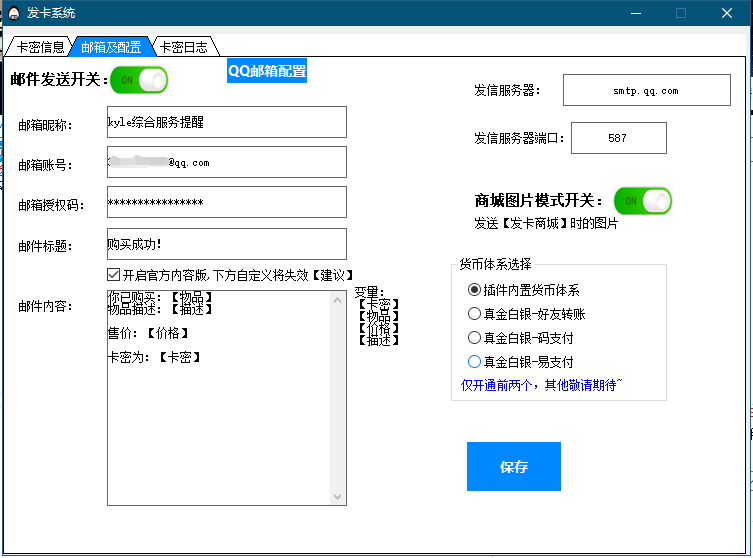 发卡系统
卡密信息 邮箱及配置 卡密日志
邮件发送开关: ON
QQ邮箱配置
邮箱昵称: kyle综合服务提醒
邮箱账号: @qq.com
邮箱授权码: ****************
邮件标题: 购买成功!
开启官方内容版,下方自定义将失效【建议】
邮件内容:
你已购买:【物品】
物品描述:【描述】
售价:【价格】
卡密为:【卡密】
变量:
【卡密】
【物品】
【价格】
【描述】
发信服务器: smtp.qq.com
发信服务器端口: 587
商城图片模式开关: ON
发送【发卡商城】时的图片
货币体系选择
插件内置货币体系
真金白银-好友转账
真金白银-码支付
真金白银-易支付
仅开通前两个，其他敬请期待~
保存